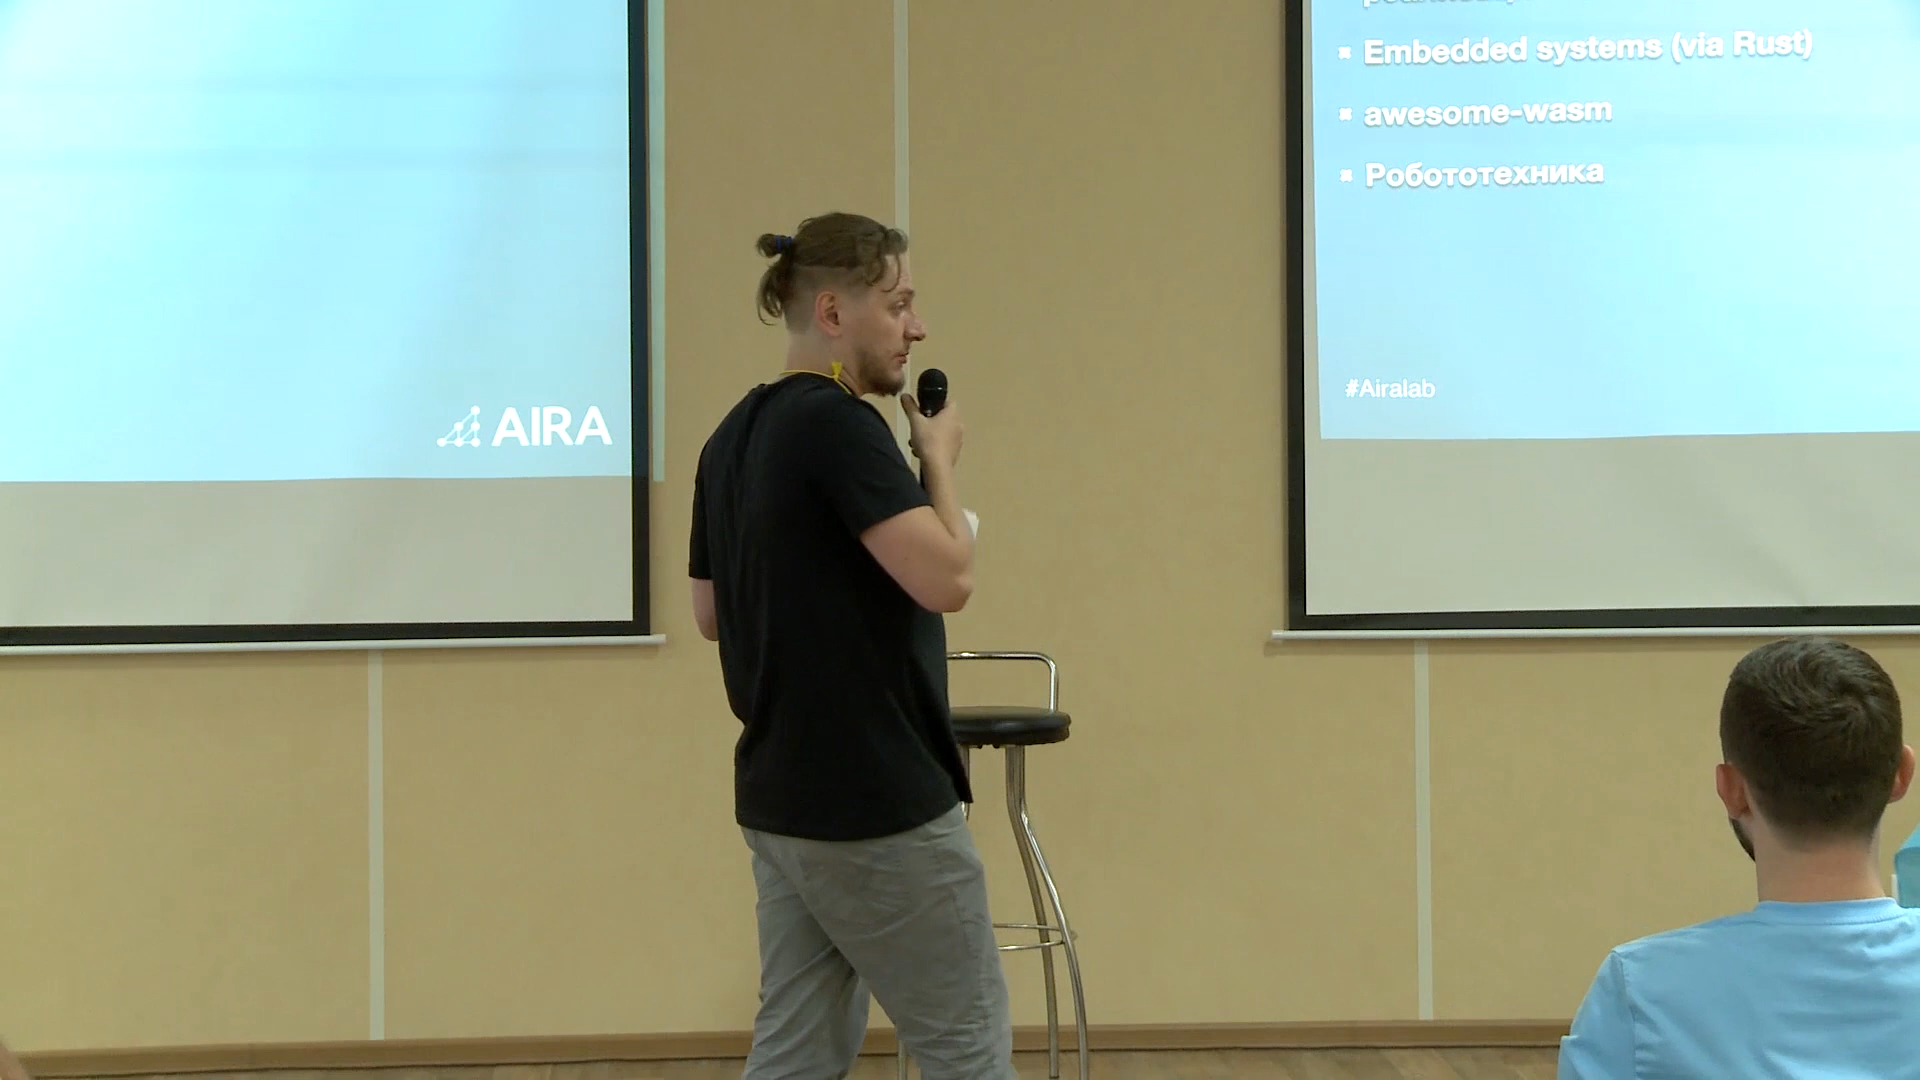 AIRA
Embedded systems (via Rust)
awesome-wasm
Робототехника
#Airalab